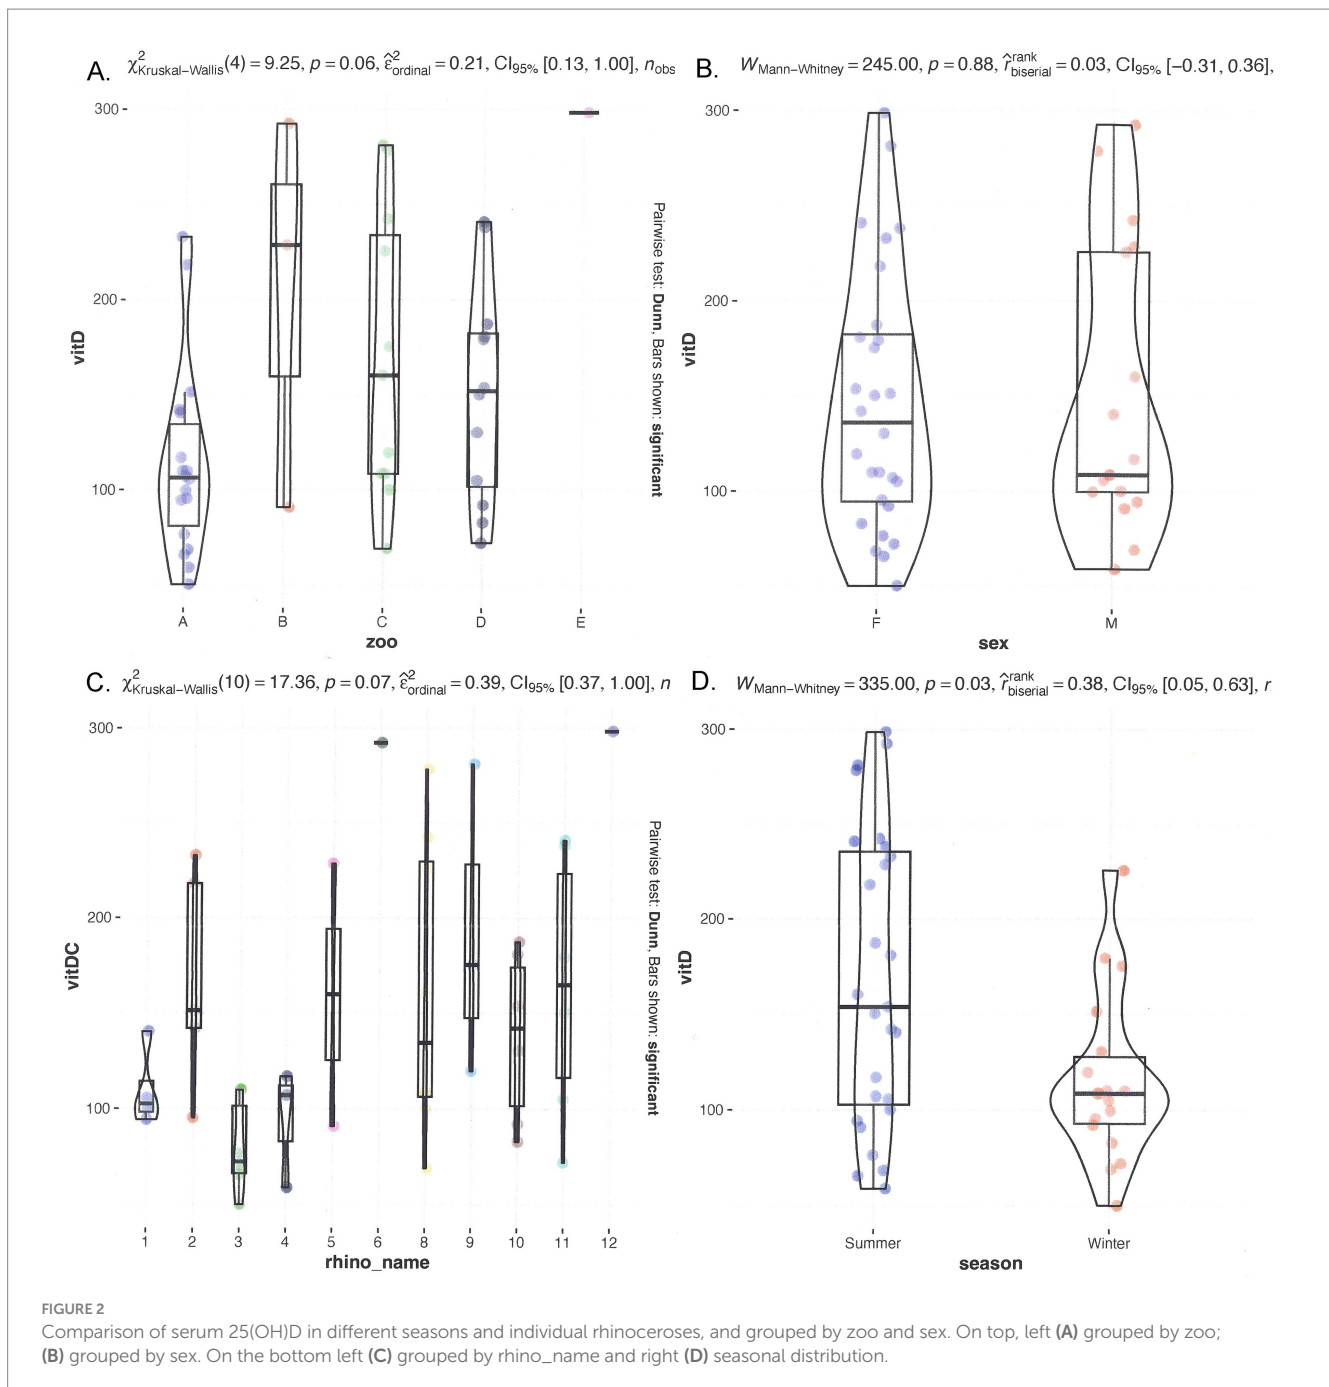 A. χ²Kruskal−Wallis(4) = 9.25, p = 0.06, ε̂²ordinal = 0.21, CI95% [0.13, 1.00], nobs
300
200
100
vitD
A B C D E
zoo
Pairwise test: Dunn, Bars shown: significant
B. WMann−Whitney = 245.00, p = 0.88, r̂rank biserial = 0.03, CI95% [−0.31, 0.36],
300
200
100
vitD
F M
sex
C. χ²Kruskal−Wallis(10) = 17.36, p = 0.07, ε̂²ordinal = 0.39, CI95% [0.37, 1.00], n
300
200
100
vitDC
1 2 3 4 5 6 8 9 10 11 12
rhino_name
Pairwise test: Dunn, Bars shown: significant
D. WMann−Whitney = 335.00, p = 0.03, r̂rank biserial = 0.38, CI95% [0.05, 0.63], r
300
200
100
vitD
Summer Winter
season
FIGURE 2
Comparison of serum 25(OH)D in different seasons and individual rhinoceroses, and grouped by zoo and sex. On top, left (A) grouped by zoo;
(B) grouped by sex. On the bottom left (C) grouped by rhino_name and right (D) seasonal distribution.